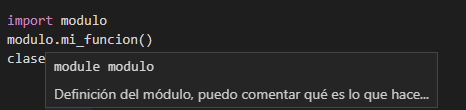 import modulo
modulo.mi_funcion()
clase
module modulo
Definición del módulo, puedo comentar qué es lo que hace...